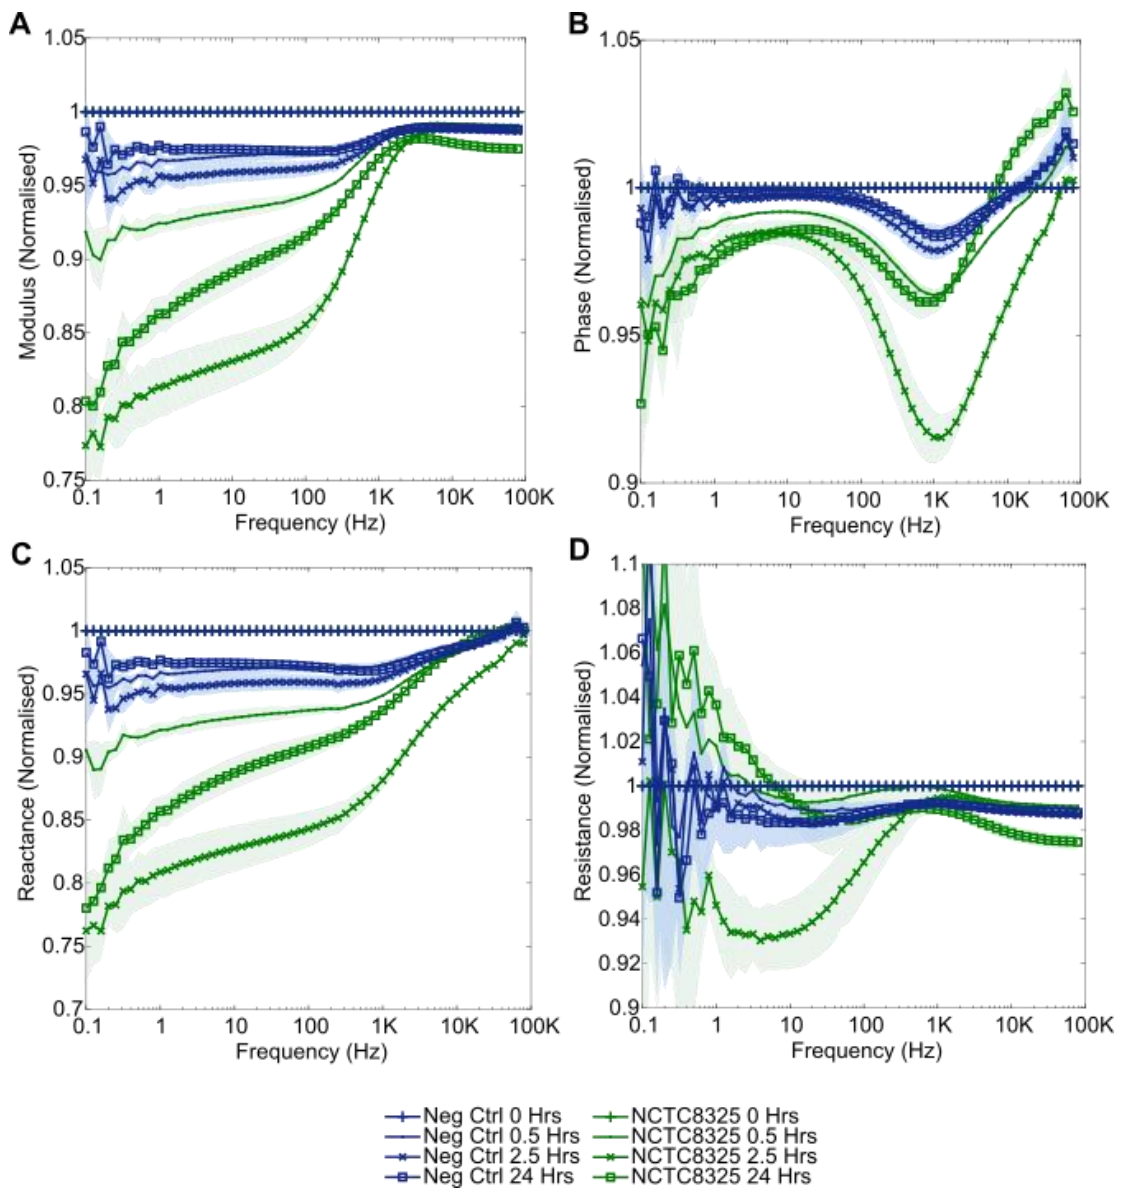 A
1.05
1
0.95
0.9
0.85
0.8
0.75
Modulus (Normalised)
0.1 1 10 100 1K 10K 100K
Frequency (Hz)
B
1.05
1
0.95
0.9
Phase (Normalised)
0.1 1 10 100 1K 10K 100K
Frequency (Hz)
C
1.05
1
0.95
0.9
0.85
0.8
0.75
0.7
Reactance (Normalised)
0.1 1 10 100 1K 10K 100K
Frequency (Hz)
D
1.1
1.08
1.06
1.04
1.02
1
0.98
0.96
0.94
0.92
0.9
Resistance (Normalised)
0.1 1 10 100 1K 10K 100K
Frequency (Hz)
Neg Ctrl 0 Hrs NCTC8325 0 Hrs
Neg Ctrl 0.5 Hrs NCTC8325 0.5 Hrs
Neg Ctrl 2.5 Hrs NCTC8325 2.5 Hrs
Neg Ctrl 24 Hrs NCTC8325 24 Hrs